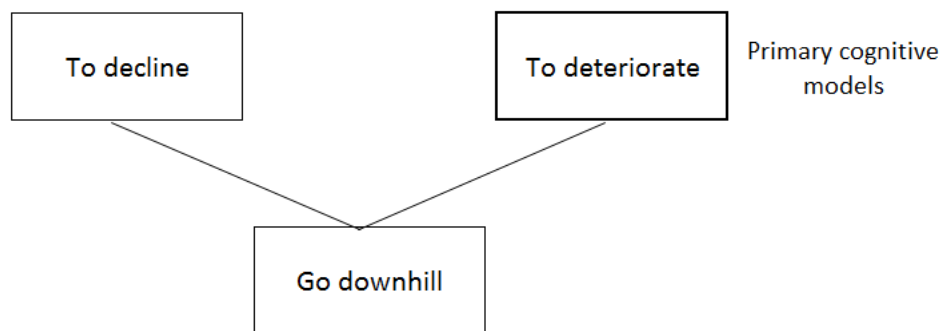 To decline
To deteriorate
Primary cognitive
models
Go downhill